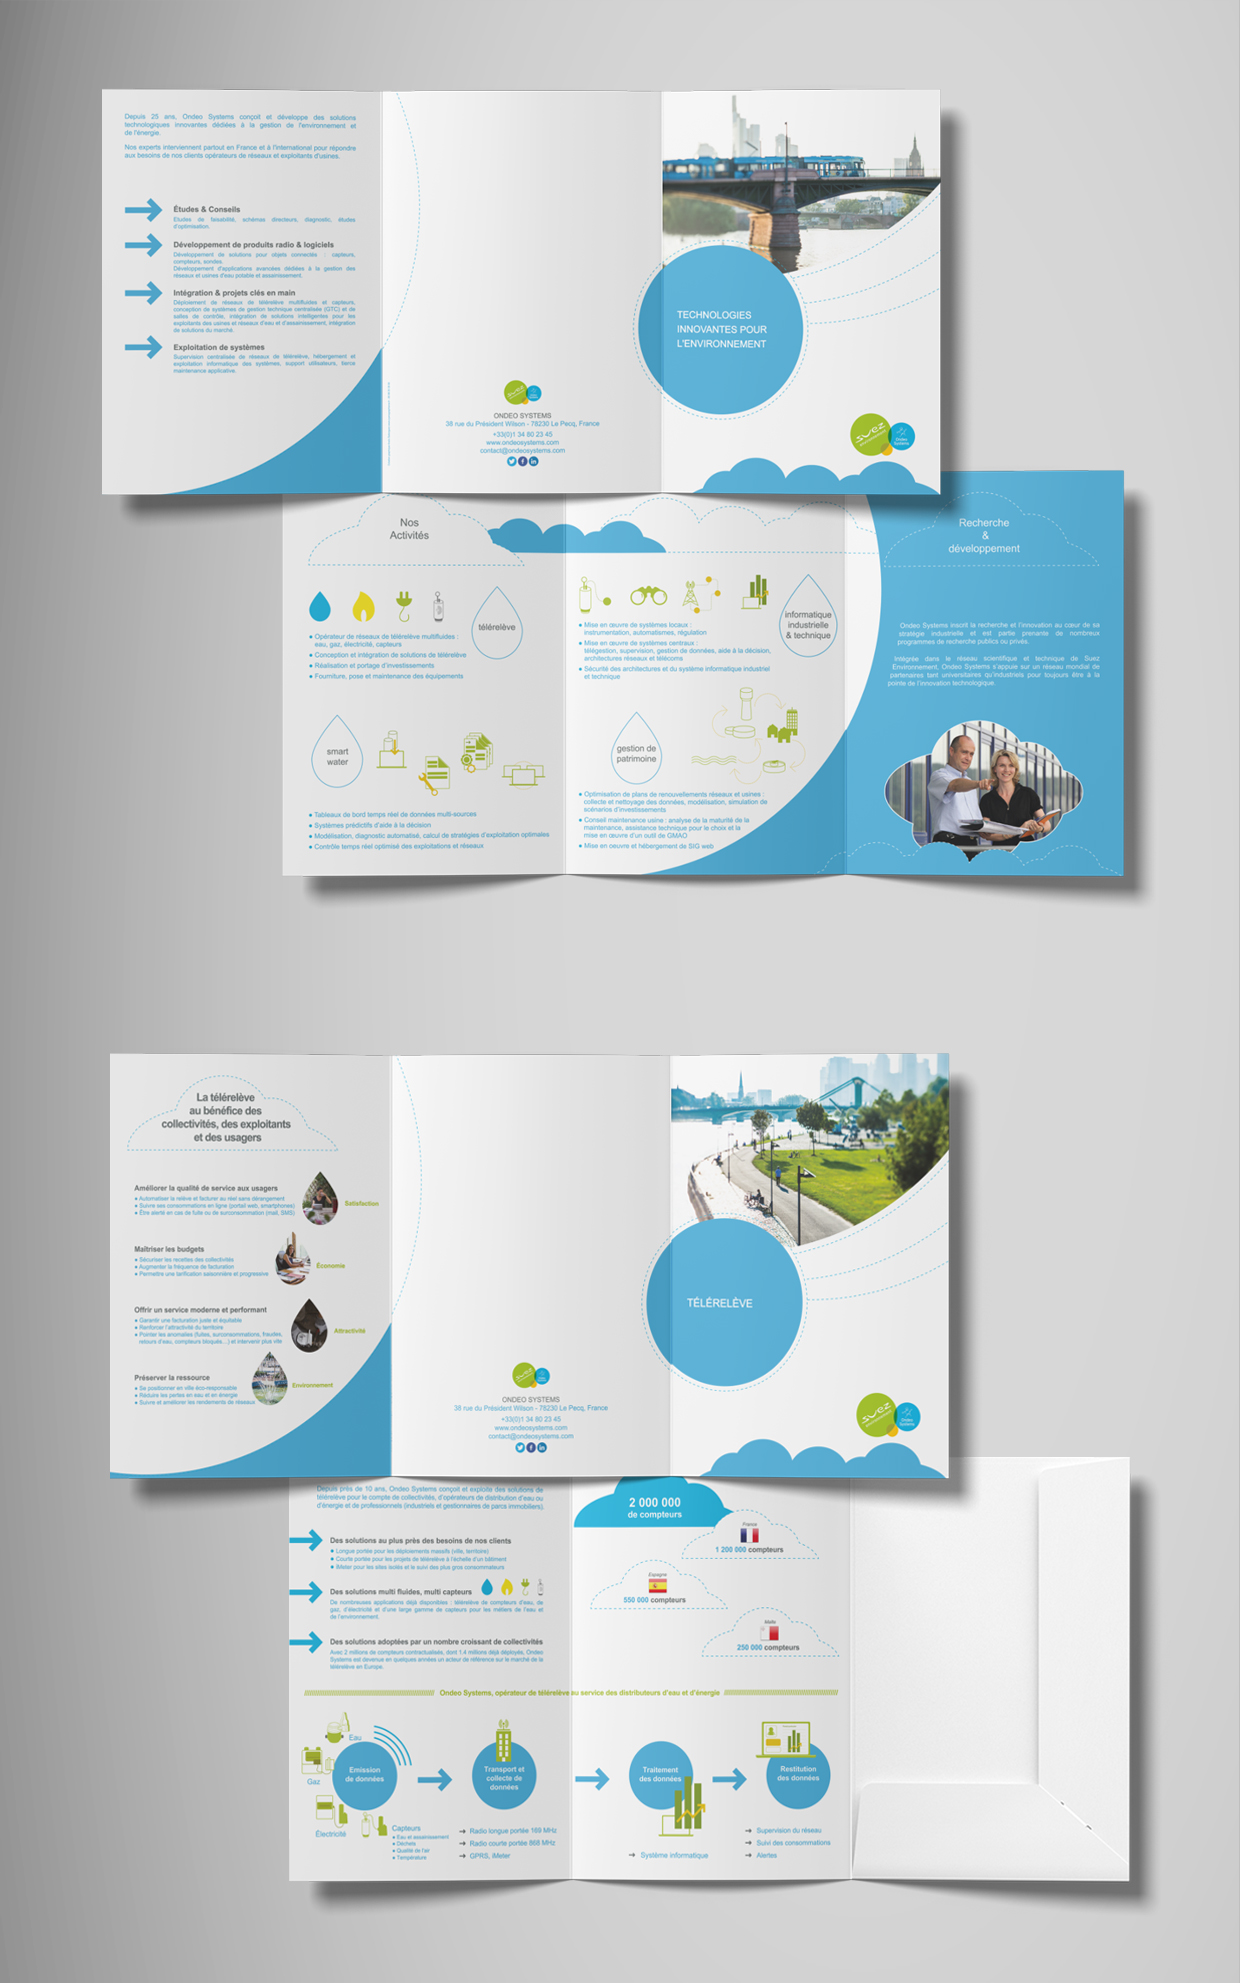 Depuis 25 ans, Ondeo Systems conçoit et développe des solutions
technologiques innovantes dédiées à la gestion de l'environnement et
de l'énergie.
Nos experts interviennent partout en France et à l'international pour répondre
aux besoins de nos clients opérateurs de réseaux et exploitants d'usines.
Études & Conseils
Etudes de faisabilité, schémas directeurs, diagnostic, études
d'optimisation.
Développement de produits radio & logiciels
Développement de solutions pour objets connectés : capteurs,
compteurs, sondes.
Développement d'applications avancées dédiées à la gestion des
réseaux et usines d'eau potable et assainissement.
Intégration & projets clés en main
Déploiement de réseaux de télérelève multifluides et capteurs,
conception de systèmes de gestion technique centralisée (GTC) et de
salles de contrôle, intégration de solutions intelligentes pour les
exploitants des usines et réseaux d'eau et d'assainissement, intégration
de solutions du marché.
Exploitation de systèmes
Supervision centralisée de réseaux de télérelève, hébergement et
exploitation informatique des systèmes, support utilisateurs, tierce
maintenance applicative.
ONDEO SYSTEMS
38 rue du Président Wilson - 78230 Le Pecq, France
+33(0)1 34 80 23 45
www.ondeosystems.com
contact@ondeosystems.com
TECHNOLOGIES
INNOVANTES POUR
L'ENVIRONNEMENT
suez
Ondeo
Systems
Nos
Activités
télérelève
• Opérateur de réseaux de télérelève multifluides :
eau, gaz, électricité, capteurs
• Conception et intégration de solutions de télérelève
• Réalisation et portage d'investissements
• Fourniture, pose et maintenance des équipements
smart
water
• Tableaux de bord temps réel de données multi-sources
• Systèmes prédictifs d'aide à la décision
• Modélisation, diagnostic automatisé, calcul de stratégies d'exploitation optimales
• Contrôle temps réel optimisé des exploitations et réseaux
informatique
industrielle
& technique
• Mise en œuvre de systèmes locaux :
instrumentation, automatismes, régulation
• Mise en œuvre de systèmes centraux :
télégestion, supervision, gestion de données, aide à la décision,
architectures réseaux et télécoms
• Sécurité des architectures et du système informatique industriel
et technique
gestion de
patrimoine
• Optimisation de plans de renouvellements réseaux et usines :
collecte et nettoyage des données, modélisation, simulation de
scénarios d'investissements
• Conseil maintenance usine : analyse de la maturité de la
maintenance, assistance technique pour le choix et la
mise en œuvre d'un outil de GMAO
• Mise en oeuvre et hébergement de SIG web
Recherche
&
développement
Ondeo Systems inscrit la recherche et l'innovation au cœur de sa
stratégie industrielle et est partie prenante de nombreux
programmes de recherche publics ou privés.
Intégrée dans le réseau scientifique et technique de Suez
Environnement, Ondeo Systems s'appuie sur un réseau mondial de
partenaires tant universitaires qu'industriels pour toujours être à la
pointe de l'innovation technologique.
La télérelève
au bénéfice des
collectivités, des exploitants
et des usagers
Améliorer la qualité de service aux usagers
• Automatiser la relève et facturer au réel sans dérangement
• Suivre ses consommations en ligne (portail web, smartphones)
• Être alerté en cas de fuite ou de surconsommation (mail, SMS)
Satisfaction
Maîtriser les budgets
• Sécuriser les recettes des collectivités
• Augmenter la fréquence de facturation
• Permettre une tarification saisonnière et progressive
Économie
Offrir un service moderne et performant
• Garantir une facturation juste et équitable
• Renforcer l'attractivité du territoire
• Pointer les anomalies (fuites, surconsommations, fraudes,
retours d'eau, compteurs bloqués...) et intervenir plus vite
Attractivité
Préserver la ressource
• Se positionner en ville éco-responsable
• Réduire les pertes en eau et en énergie
• Suivre et améliorer les rendements de réseaux
Environnement
ONDEO SYSTEMS
38 rue du Président Wilson - 78230 Le Pecq, France
+33(0)1 34 80 23 45
www.ondeosystems.com
contact@ondeosystems.com
TÉLÉRELÈVE
suez
Ondeo
Systems
Depuis près de 10 ans, Ondeo Systems conçoit et exploite des solutions de
télérelève pour le compte de collectivités, d'opérateurs de distribution d'eau ou
d'énergie et de professionnels (industriels et gestionnaires de parcs immobiliers).
Des solutions au plus près des besoins de nos clients
• Longue portée pour les déploiements massifs (ville, territoire)
• Courte portée pour les projets de télérelève à l'échelle d'un bâtiment
• iMeter pour les sites isolés et le suivi des plus gros consommateurs
Des solutions multi fluides, multi capteurs
De nombreuses applications déjà disponibles : télérelève de compteurs d'eau, de
gaz, d'électricité et d'une large gamme de capteurs pour les métiers de l'eau et
de l'environnement.
Des solutions adoptées par un nombre croissant de collectivités
Avec 2 millions de compteurs contractualisés, dont 1.4 millions déjà déployés, Ondeo
Systems est devenue en quelques années un acteur de référence sur le marché de la
télérelève en Europe.
2 000 000
de compteurs
France
1 200 000 compteurs
Espagne
550 000 compteurs
Malte
250 000 compteurs
Ondeo Systems, opérateur de télérelève au service des distributeurs d'eau et d'énergie
Eau
Gaz
Électricité
Emission
de données
Capteurs
• Eau et assainissement
• Déchets
• Qualité de l'air
• Température
Transport et
collecte de
données
→ Radio longue portée 169 MHz
→ Radio courte portée 868 MHz
→ GPRS, iMeter
Traitement
des données
→ Système informatique
Restitution
des données
→ Supervision du réseau
→ Suivi des consommations
→ Alertes